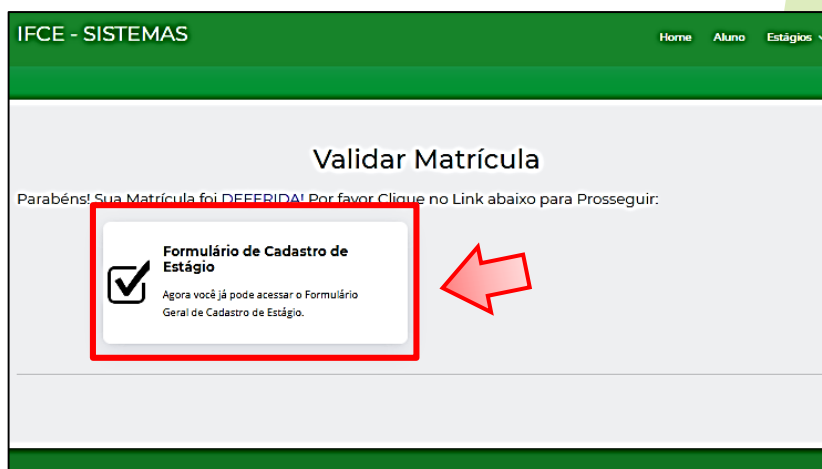 IFCE - SISTEMAS
Home Aluno Estágios
Validar Matrícula
Parabéns! Sua Matrícula foi DEFERIDA! Por favor Clique no Link abaixo para Prosseguir:
Formulário de Cadastro de
Estágio
Agora você já pode acessar o Formulário
Geral de Cadastro de Estágio.